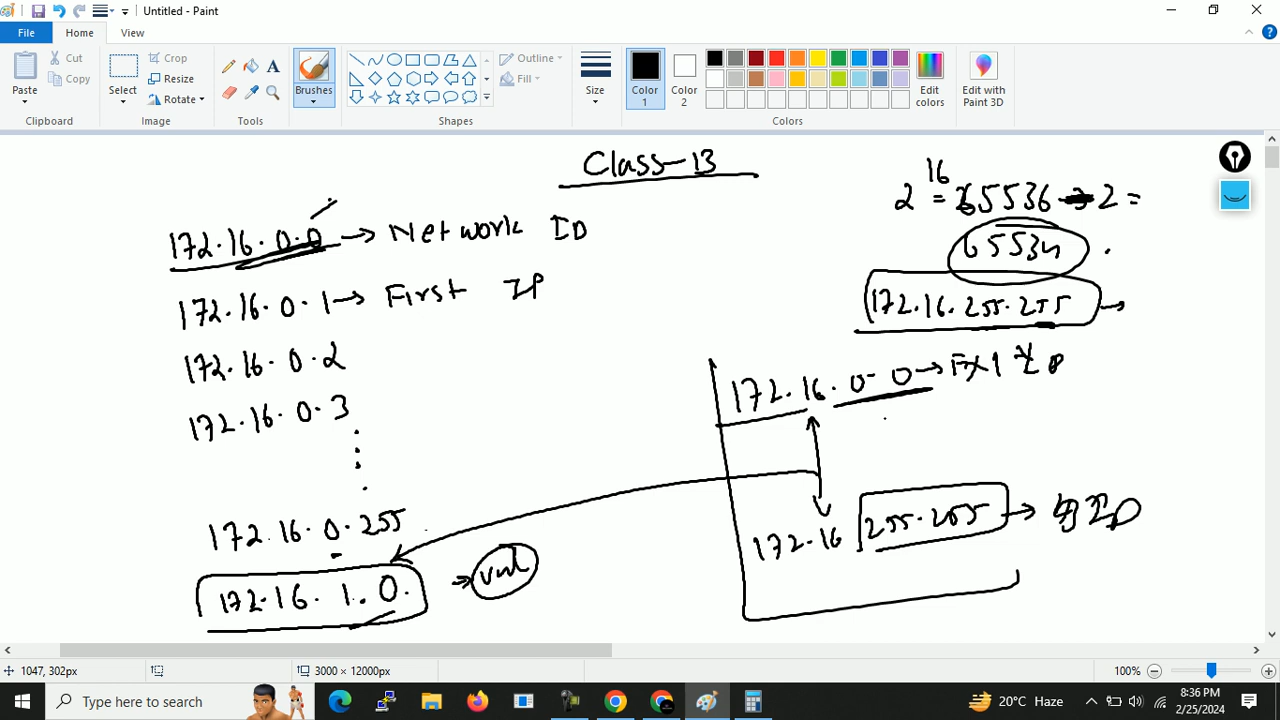 Untitled - Paint
File
Home
View
Paste
Cut
Copy
Clipboard
Select
Crop
Resize
Rotate
Image
Tools
Brushes
Shapes
Outline
Fill
Size
Color 1
Color 2
Colors
Edit colors
Edit with Paint 3D
Class-13
172.16.0.0 → Network ID
172.16.0.1 → First IP
172.16.0.2
172.16.0.3
172.16.0.255
172.16.1.0.
2^16 = 65536 - 2 =
65534
172.16.255.255 →
172.16.0.0 →
172.16 255.255 →
1047, 302px
3000 × 12000px
100%
Type here to search
20°C Haze
8:36 PM
2/25/2024